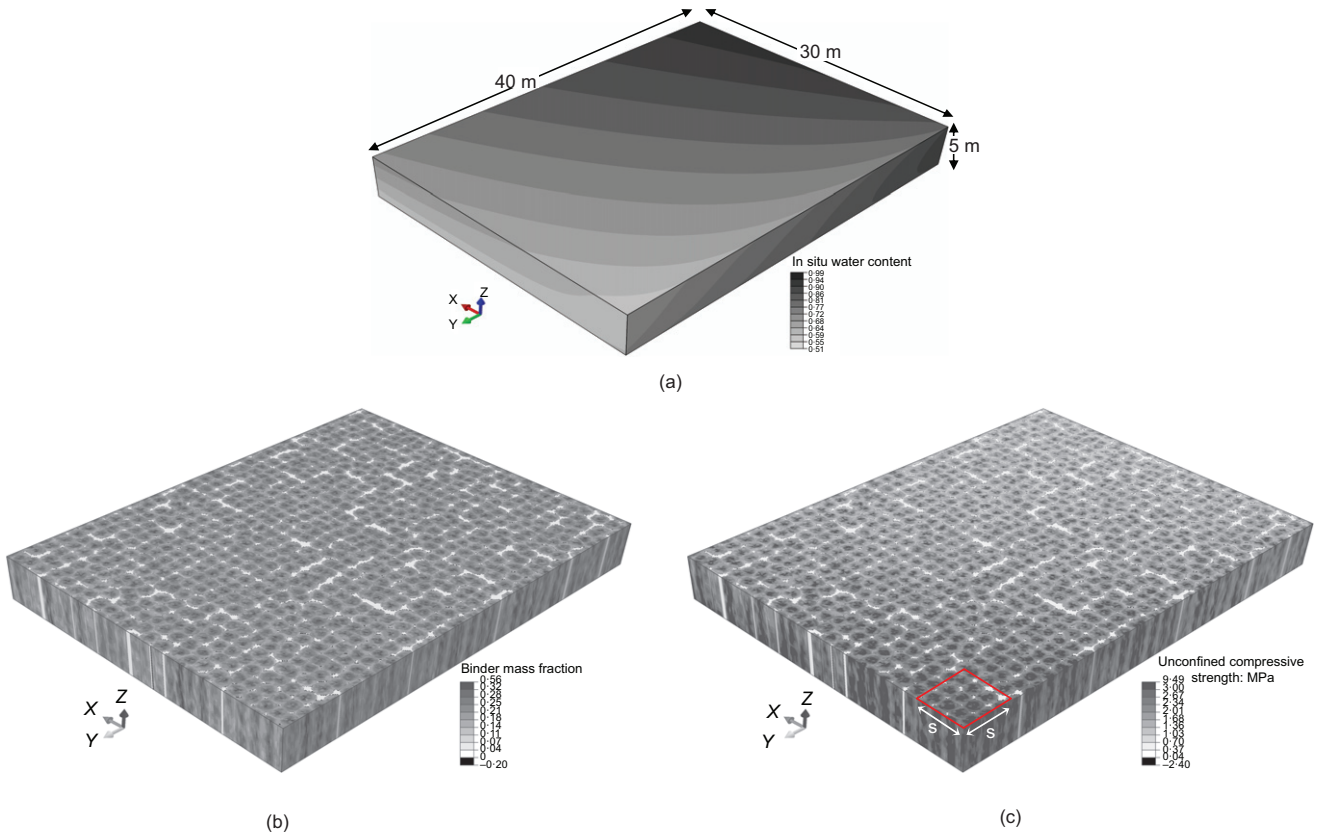 40 m
30 m
5 m
In situ water content
0·99
0·94
0·90
0·86
0·81
0·77
0·72
0·68
0·64
0·59
0·55
0·51
X
Z
Y
(a)
Binder mass fraction
0·56
0·32
0·28
0·25
0·21
0·18
0·14
0·11
0·07
0·04
0
–0·20
X
Z
Y
(b)
Unconfined compressive
strength: MPa
9·49
3·00
2·67
2·34
2·01
1·68
1·36
1·03
0·70
0·37
0·04
–2·40
S
S
X
Z
Y
(c)